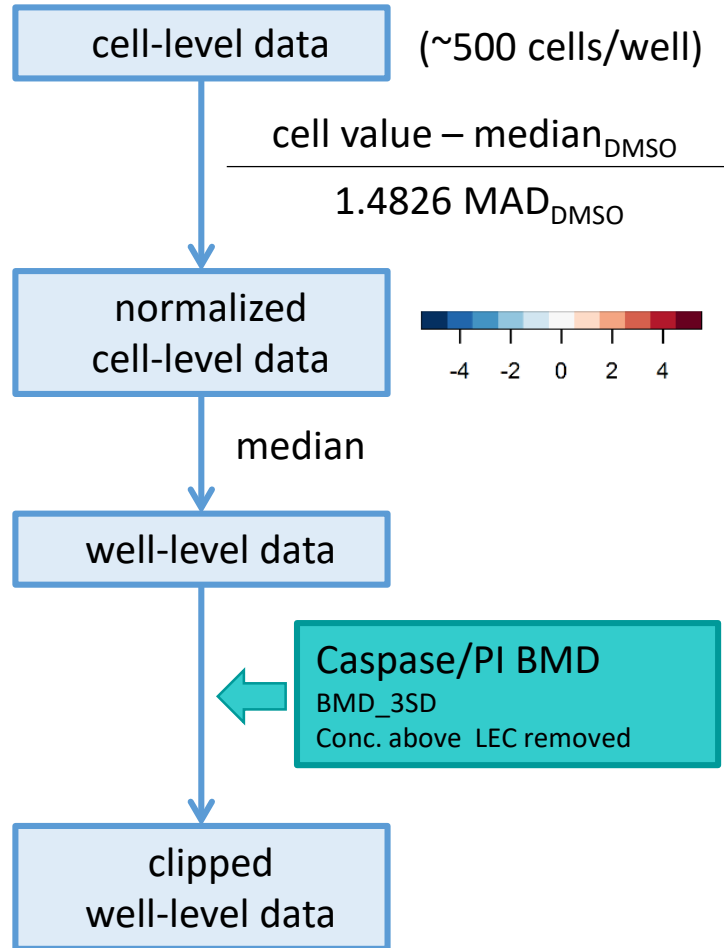 cell-level data
(~500 cells/well)
cell value – median_DMSO
1.4826 MAD_DMSO
normalized
cell-level data
-4 -2 0 2 4
median
well-level data
Caspase/PI BMD
BMD_3SD
Conc. above  LEC removed
clipped
well-level data